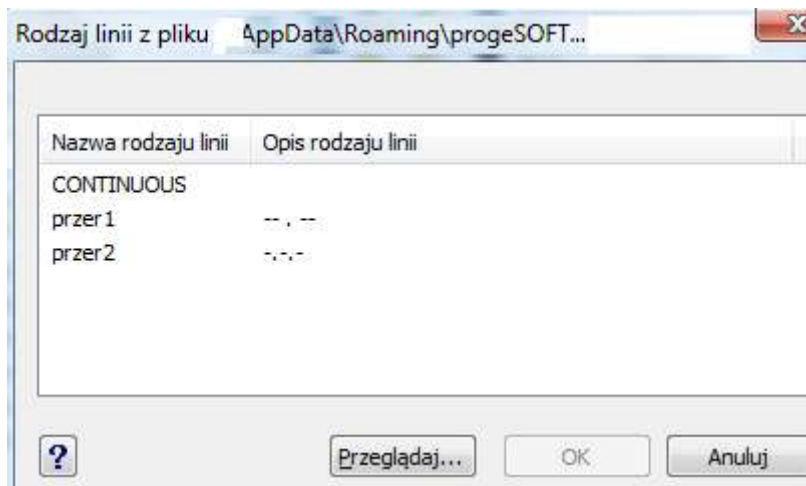 Rodzaj linii z pliku AppData\Roaming\progeSOFT...
Nazwa rodzaju linii Opis rodzaju linii
CONTINUOUS
przer1 -- . --
przer2 -.-.-
? Przeglądaj... OK Anuluj